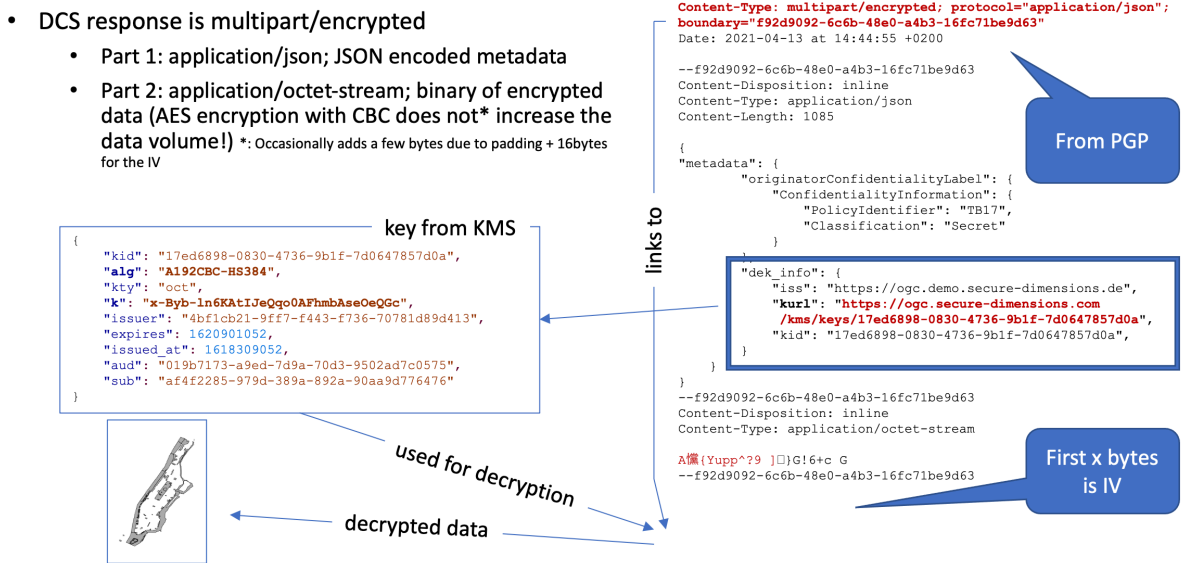 • DCS response is multipart/encrypted
• Part 1: application/json; JSON encoded metadata
• Part 2: application/octet-stream; binary of encrypted
data (AES encryption with CBC does not* increase the
data volume!) *: Occasionally adds a few bytes due to padding + 16bytes
for the IV
key from KMS
{
"kid": "17ed6898-0830-4736-9b1f-7d0647857d0a",
"alg": "A192CBC-HS384",
"kty": "oct",
"k": "x-Byb-ln6KAtIJeQqo0AFhmbAseOeQGc",
"issuer": "4bf1cb21-9ff7-f443-f736-70781d89d413",
"expires": 1620901052,
"issued_at": 1618309052,
"aud": "019b7173-a9ed-7d9a-70d3-9502ad7c0575",
"sub": "af4f2285-979d-389a-892a-90aa9d776476"
}
used for decryption
decrypted data
links to
Content-Type: multipart/encrypted; protocol="application/json";
boundary="f92d9092-6c6b-48e0-a4b3-16fc71be9d63"
Date: 2021-04-13 at 14:44:55 +0200
--f92d9092-6c6b-48e0-a4b3-16fc71be9d63
Content-Disposition: inline
Content-Type: application/json
Content-Length: 1085
{
"metadata": {
"originatorConfidentialityLabel": {
"ConfidentialityInformation": {
"PolicyIdentifier": "TB17",
"Classification": "Secret"
}
},
"dek_info": {
"iss": "https://ogc.demo.secure-dimensions.de",
"kurl": "https://ogc.secure-dimensions.com
/kms/keys/17ed6898-0830-4736-9b1f-7d0647857d0a",
"kid": "17ed6898-0830-4736-9b1f-7d0647857d0a",
}
}
}
--f92d9092-6c6b-48e0-a4b3-16fc71be9d63
Content-Disposition: inline
Content-Type: application/octet-stream
{Yupp^?9 ]□}G!6+c G
--f92d9092-6c6b-48e0-a4b3-16fc71be9d63
From PGP
First x bytes
is IV